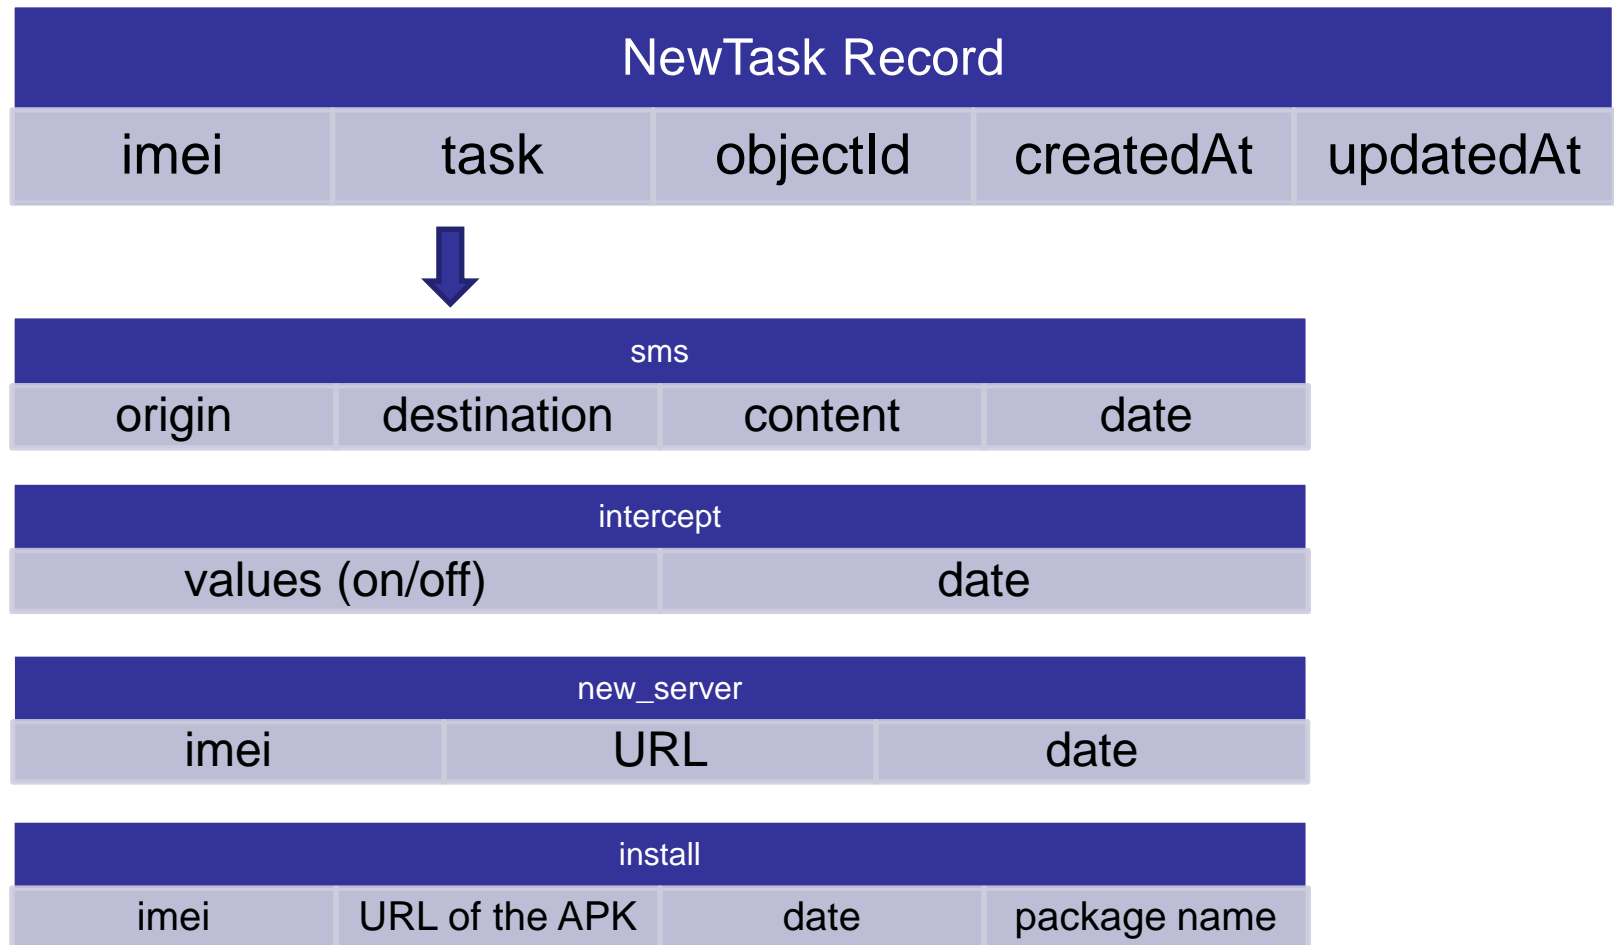 NewTask Record
imei task objectId createdAt updatedAt
sms
origin destination content date
intercept
values (on/off) date
new_server
imei URL date
install
imei URL of the APK date package name